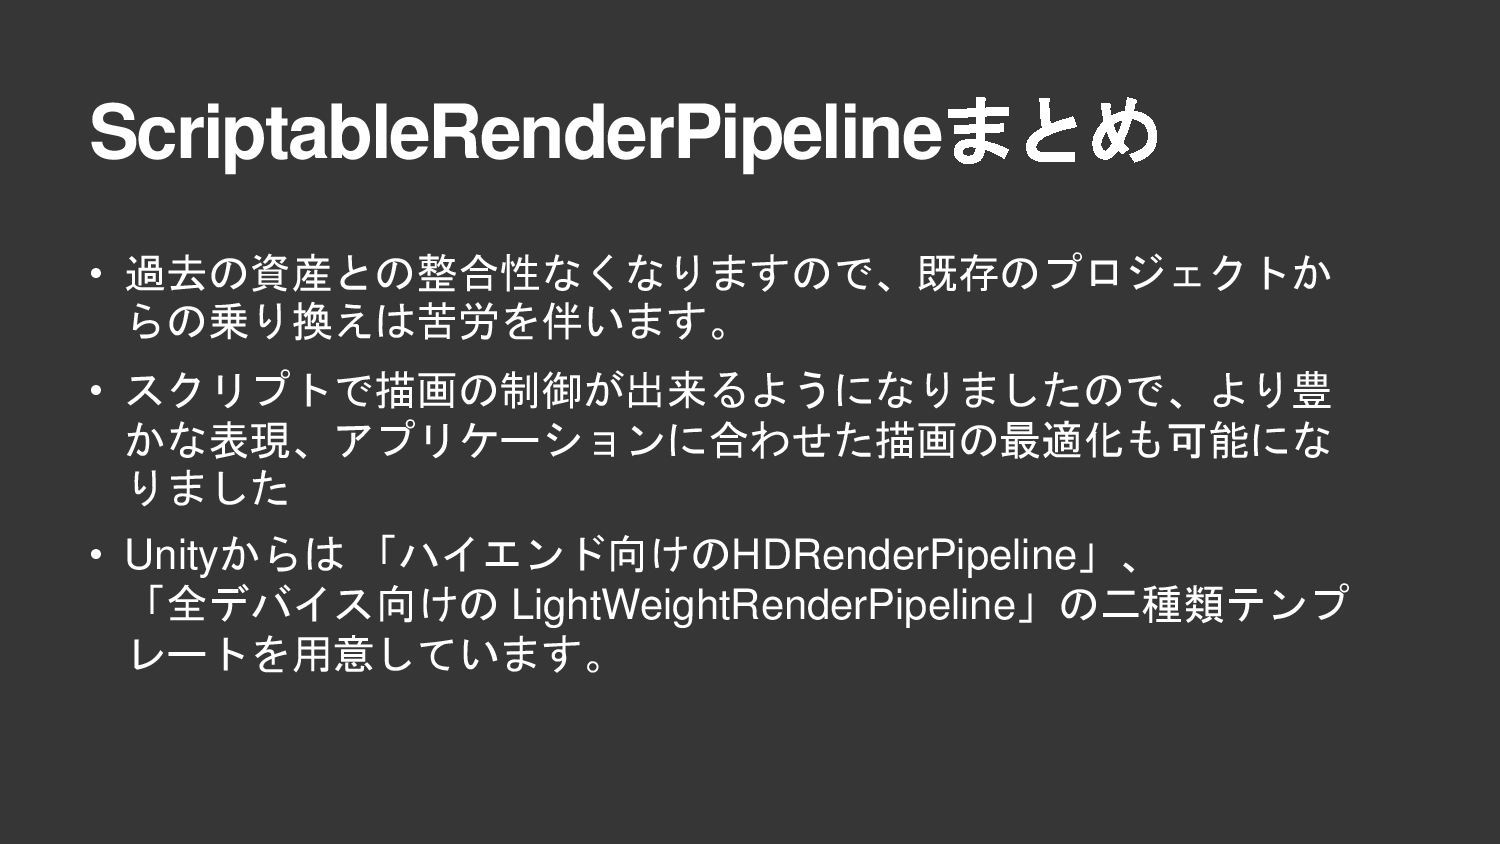 ScriptableRenderPipelineまとめ
• 過去の資産との整合性なくなりますので、既存のプロジェクトか
らの乗り換えは苦労を伴います。
• スクリプトで描画の制御が出来るようになりましたので、より豊
かな表現、アプリケーションに合わせた描画の最適化も可能にな
りました
• Unityからは 「ハイエンド向けのHDRenderPipeline」、
「全デバイス向けの LightWeightRenderPipeline」の二種類テンプ
レートを用意しています。